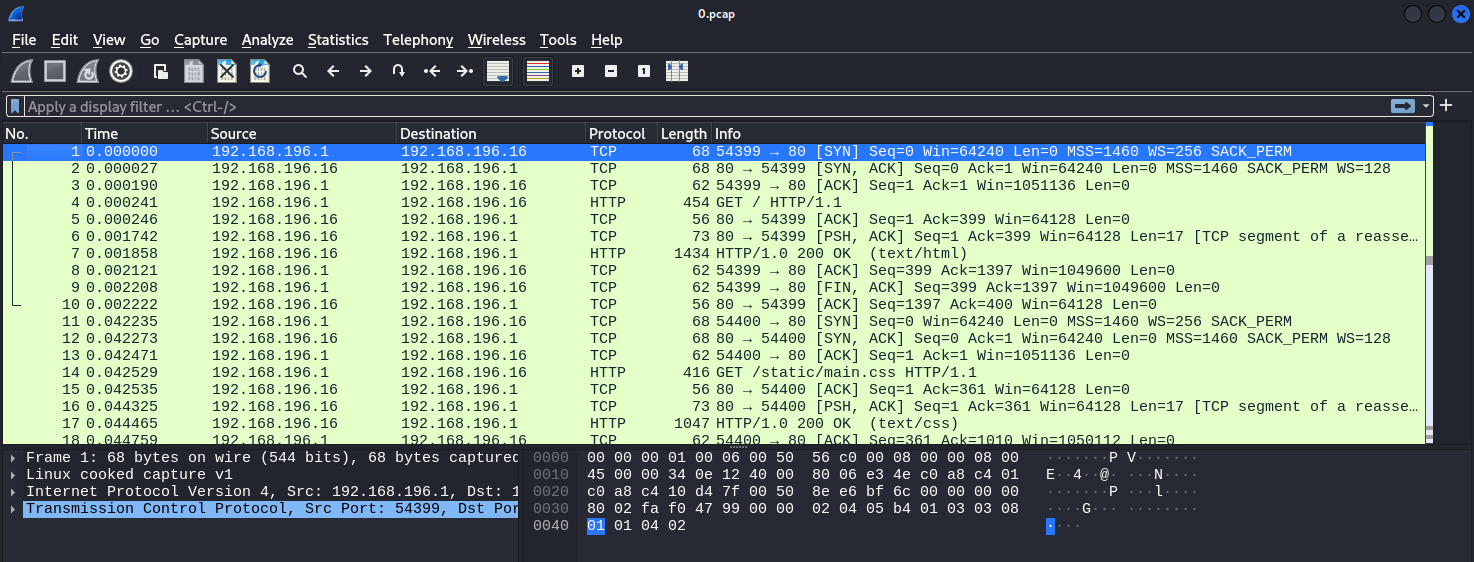 0.pcap
File Edit View Go Capture Analyze Statistics Telephony Wireless Tools Help
Apply a display filter … <Ctrl-/>
No. Time Source Destination Protocol Length Info
1 0.000000 192.168.196.1 192.168.196.16 TCP 68 54399 → 80 [SYN] Seq=0 Win=64240 Len=0 MSS=1460 WS=256 SACK_PERM
2 0.000027 192.168.196.16 192.168.196.1 TCP 68 80 → 54399 [SYN, ACK] Seq=0 Ack=1 Win=64240 Len=0 MSS=1460 SACK_PERM WS=128
3 0.000190 192.168.196.1 192.168.196.16 TCP 62 54399 → 80 [ACK] Seq=1 Ack=1 Win=1051136 Len=0
4 0.000241 192.168.196.1 192.168.196.16 HTTP 454 GET / HTTP/1.1
5 0.000246 192.168.196.16 192.168.196.1 TCP 56 80 → 54399 [ACK] Seq=1 Ack=399 Win=64128 Len=0
6 0.001742 192.168.196.16 192.168.196.1 TCP 73 80 → 54399 [PSH, ACK] Seq=1 Ack=399 Win=64128 Len=17 [TCP segment of a reasse…
7 0.001858 192.168.196.16 192.168.196.1 HTTP 1434 HTTP/1.0 200 OK (text/html)
8 0.002121 192.168.196.1 192.168.196.16 TCP 62 54399 → 80 [ACK] Seq=399 Ack=1397 Win=1049600 Len=0
9 0.002208 192.168.196.1 192.168.196.16 TCP 62 54399 → 80 [FIN, ACK] Seq=399 Ack=1397 Win=1049600 Len=0
10 0.002222 192.168.196.16 192.168.196.1 TCP 56 80 → 54399 [ACK] Seq=1397 Ack=400 Win=64128 Len=0
11 0.042235 192.168.196.1 192.168.196.16 TCP 68 54400 → 80 [SYN] Seq=0 Win=64240 Len=0 MSS=1460 WS=256 SACK_PERM
12 0.042273 192.168.196.16 192.168.196.1 TCP 68 80 → 54400 [SYN, ACK] Seq=0 Ack=1 Win=64240 Len=0 MSS=1460 SACK_PERM WS=128
13 0.042471 192.168.196.1 192.168.196.16 TCP 62 54400 → 80 [ACK] Seq=1 Ack=1 Win=1051136 Len=0
14 0.042529 192.168.196.1 192.168.196.16 HTTP 416 GET /static/main.css HTTP/1.1
15 0.042535 192.168.196.16 192.168.196.1 TCP 56 80 → 54400 [ACK] Seq=1 Ack=361 Win=64128 Len=0
16 0.044325 192.168.196.16 192.168.196.1 TCP 73 80 → 54400 [PSH, ACK] Seq=1 Ack=361 Win=64128 Len=17 [TCP segment of a reasse…
17 0.044465 192.168.196.16 192.168.196.1 HTTP 1047 HTTP/1.0 200 OK (text/css)
18 0.044759 192.168.196.1 192.168.196.16 TCP 62 54400 → 80 [ACK] Seq=361 Ack=1010 Win=1050112 Len=0
Frame 1: 68 bytes on wire (544 bits), 68 bytes captured
Linux cooked capture v1
Internet Protocol Version 4, Src: 192.168.196.1, Dst: 1
Transmission Control Protocol, Src Port: 54399, Dst Por
0000 00 00 00 01 00 06 00 50 56 c0 00 08 00 00 08 00 ·······P V·······
0010 45 00 00 34 0e 12 40 00 80 06 e3 4e c0 a8 c4 01 E··4··@· ···N····
0020 c0 a8 c4 10 d4 7f 00 50 8e e6 bf 6c 00 00 00 00 ·······P ···l····
0030 80 02 fa f0 47 99 00 00 02 04 05 b4 01 03 03 08 ····G··· ········
0040 01 01 04 02 ····